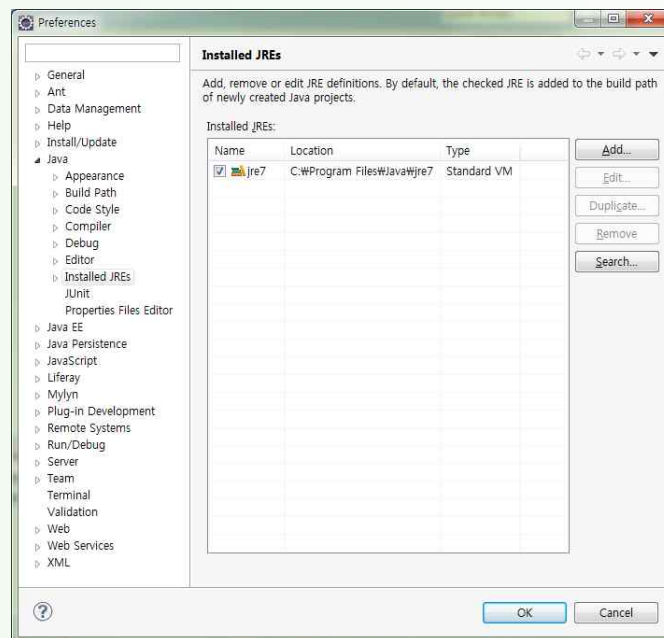 Preferences
General
Ant
Data Management
Help
Install/Update
Java
Appearance
Build Path
Code Style
Compiler
Debug
Editor
Installed JREs
JUnit
Properties Files Editor
Java EE
Java Persistence
JavaScript
Liferay
Mylyn
Plug-in Development
Remote Systems
Run/Debug
Server
Team
Terminal
Validation
Web
Web Services
XML
Installed JREs
Add, remove or edit JRE definitions. By default, the checked JRE is added to the build path
of newly created Java projects.
Installed JREs:
Name Location Type
jre7 C:₩Program Files₩Java₩jre7 Standard VM
Add...
Edit...
Duplicate...
Remove
Search...
OK Cancel